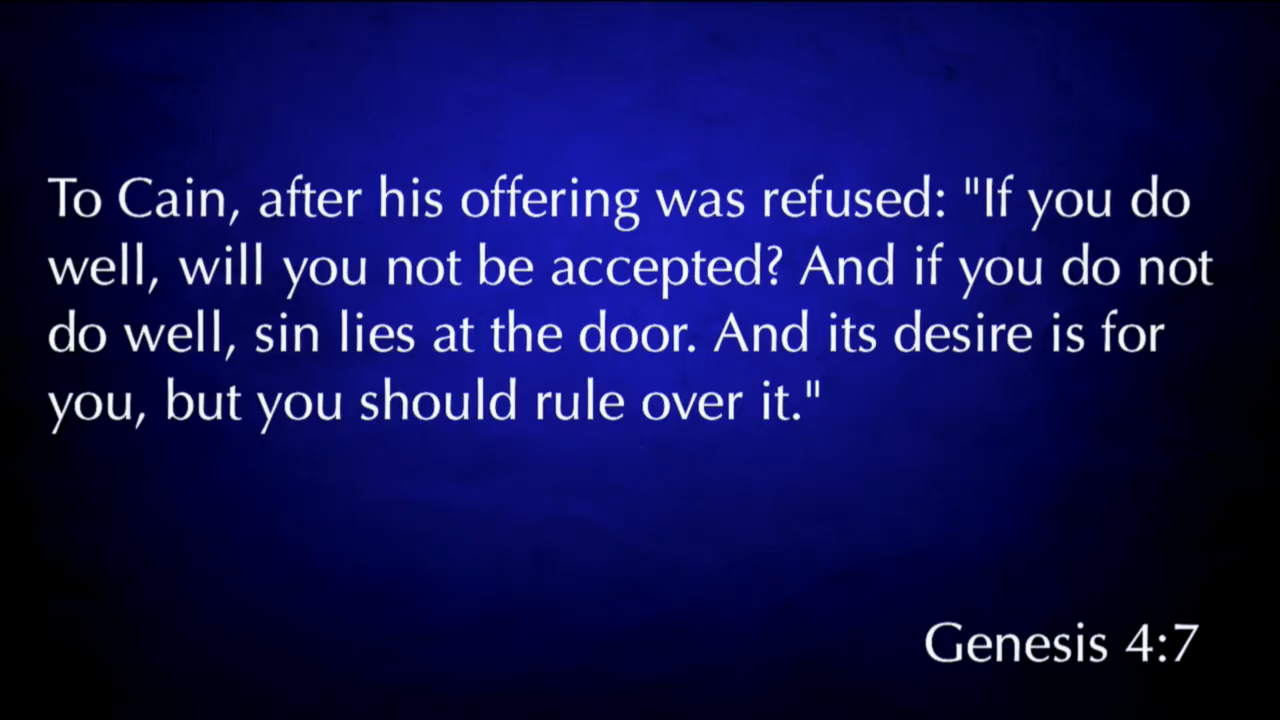 To Cain, after his offering was refused: "If you do
well, will you not be accepted? And if you do not
do well, sin lies at the door. And its desire is for
you, but you should rule over it."
Genesis 4:7